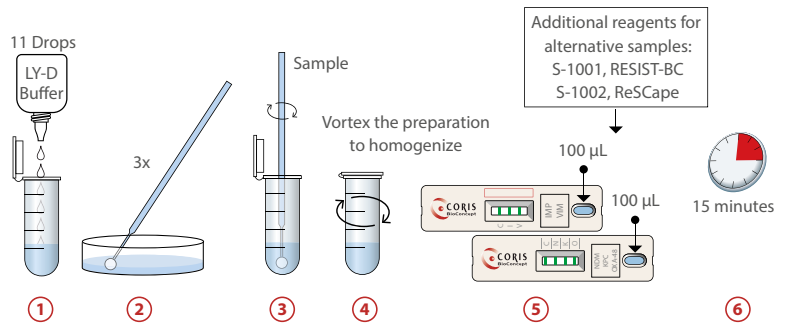 11 Drops
LY-D
Buffer
3x
Sample
Vortex the preparation
to homogenize
Additional reagents for
alternative samples:
S-1001, RESIST-BC
S-1002, ReSCape
100 µL
100 µL
CORIS
BioConcept
IMP
VIM
C I V
CORIS
BioConcept
C N K O
NDM
KPC
OXA-48
15 minutes
1
2
3
4
5
6